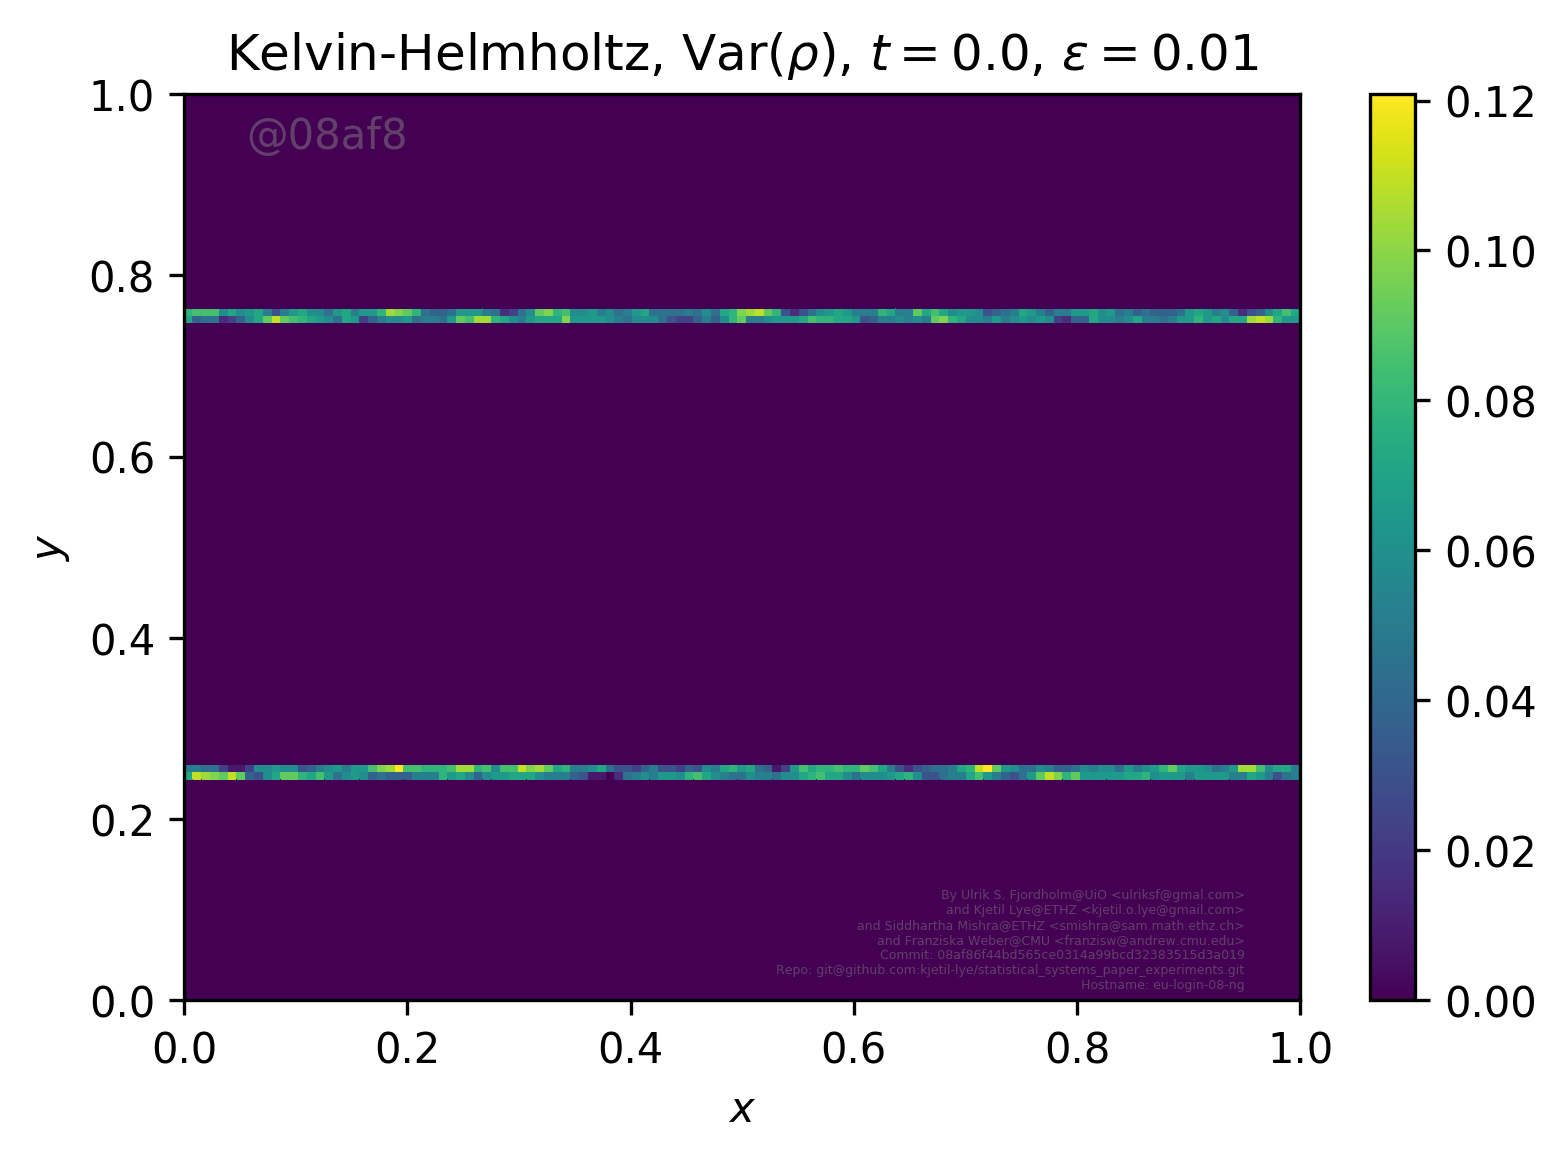 Kelvin-Helmholtz, Var(ρ), t = 0.0, ε = 0.01
1.0
0.8
0.6
0.4
0.2
0.0
y
@08af8
By Ulrik S. Fjordholm@UiO <ulriksf@gmal.com>
and Kjetil Lye@ETHZ <kjetil.o.lye@gmail.com>
and Siddhartha Mishra@ETHZ <smishra@sam.math.ethz.ch>
and Franziska Weber@CMU <franzisw@andrew.cmu.edu>
Commit: 08af86f44bd565ce0314a99bcd32383515d3a019
Repo: git@github.com:kjetil-lye/statistical_systems_paper_experiments.git
Hostname: eu-login-08-ng
0.0 0.2 0.4 0.6 0.8 1.0
x
0.12
0.10
0.08
0.06
0.04
0.02
0.00